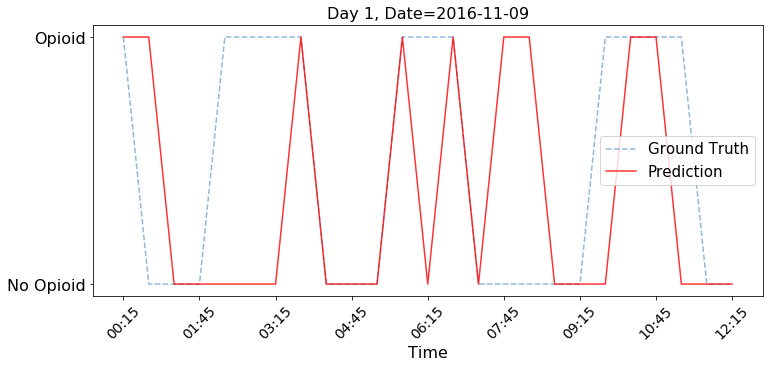 Day 1, Date=2016-11-09
Opioid
No Opioid
Ground Truth
Prediction
00:15
01:45
03:15
04:45
06:15
07:45
09:15
10:45
12:15
Time